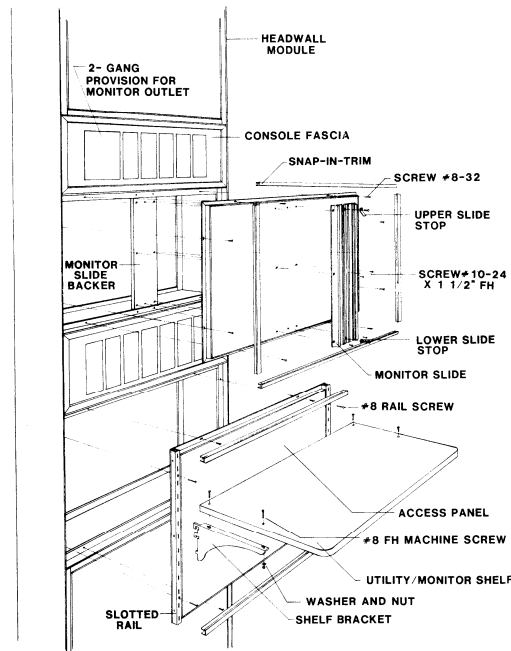 HEADWALL
MODULE
2- GANG
PROVISION FOR
MONITOR OUTLET
CONSOLE FASCIA
SNAP-IN-TRIM
SCREW #8-32
UPPER SLIDE
STOP
MONITOR
SLIDE
BACKER
SCREW#10-24
X 1 1/2" FH
LOWER SLIDE
STOP
MONITOR SLIDE
#8 RAIL SCREW
ACCESS PANEL
#8 FH MACHINE SCREW
UTILITY/MONITOR SHELF
WASHER AND NUT
SLOTTED
RAIL
SHELF BRACKET